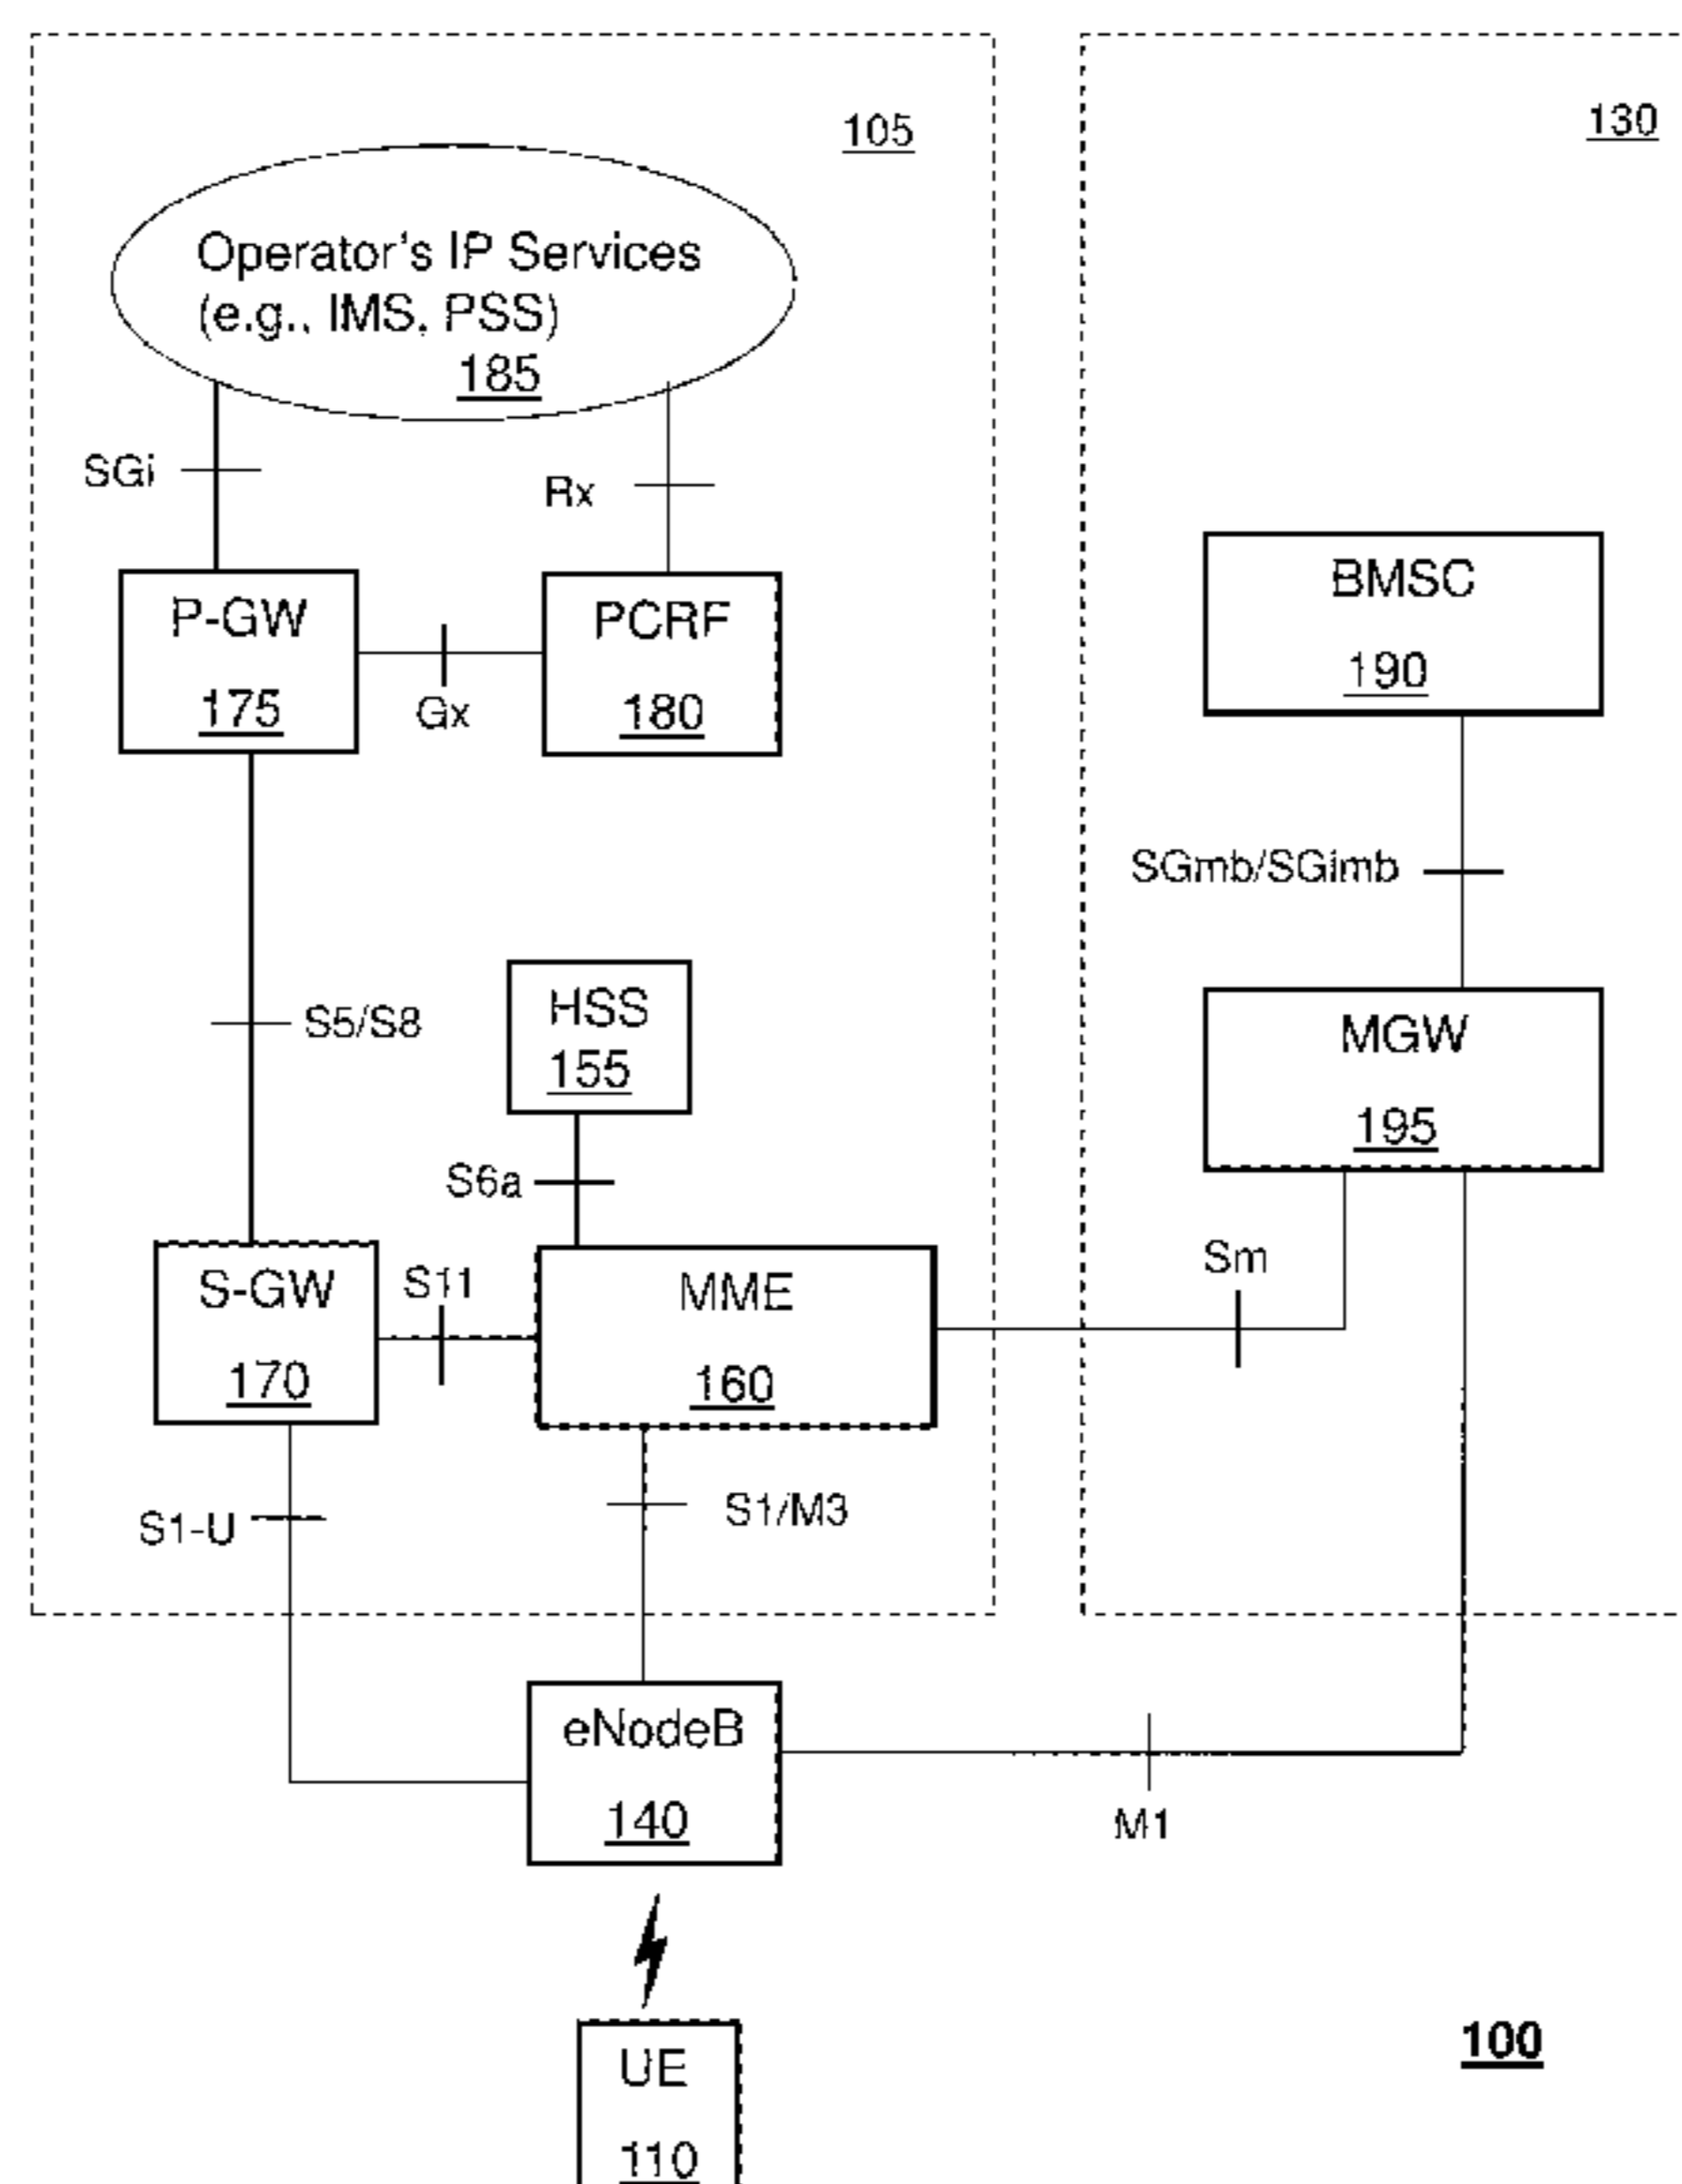 105
130
Operator's IP Services
(e.g., IMS, PSS)
185
SGi
Rx
P-GW
175
Gx
PCRF
180
BMSC
190
SGmb/SGimb
S5/S8
HSS
155
MGW
195
S6a
S-GW
170
S11
MME
160
Sm
S1-U
S1/M3
eNodeB
140
M1
UE
110
100